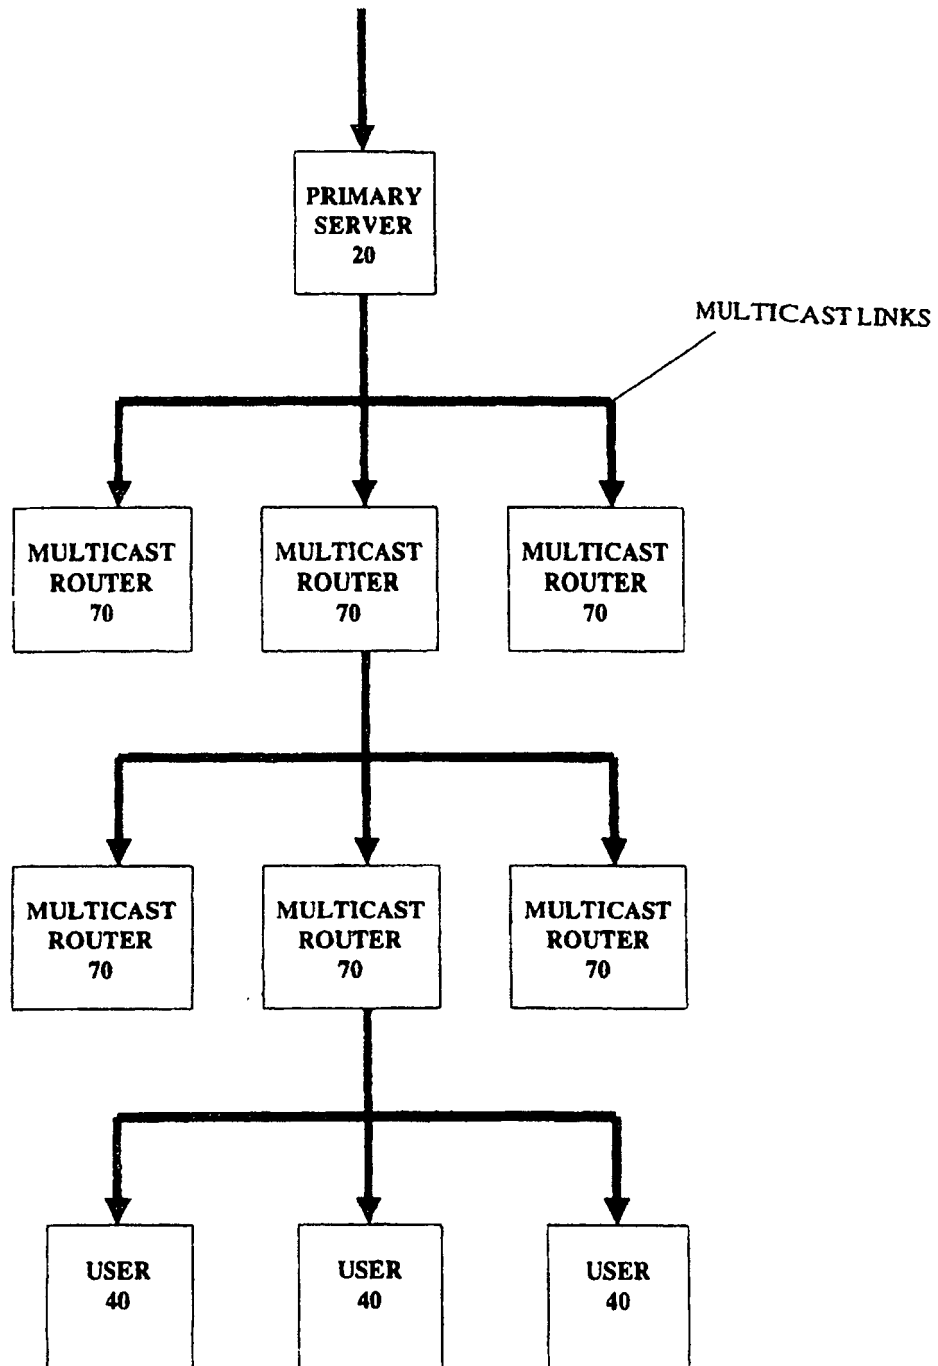 PRIMARY
SERVER
20
MULTICAST LINKS
MULTICAST
ROUTER
70
MULTICAST
ROUTER
70
MULTICAST
ROUTER
70
MULTICAST
ROUTER
70
MULTICAST
ROUTER
70
MULTICAST
ROUTER
70
USER
40
USER
40
USER
40